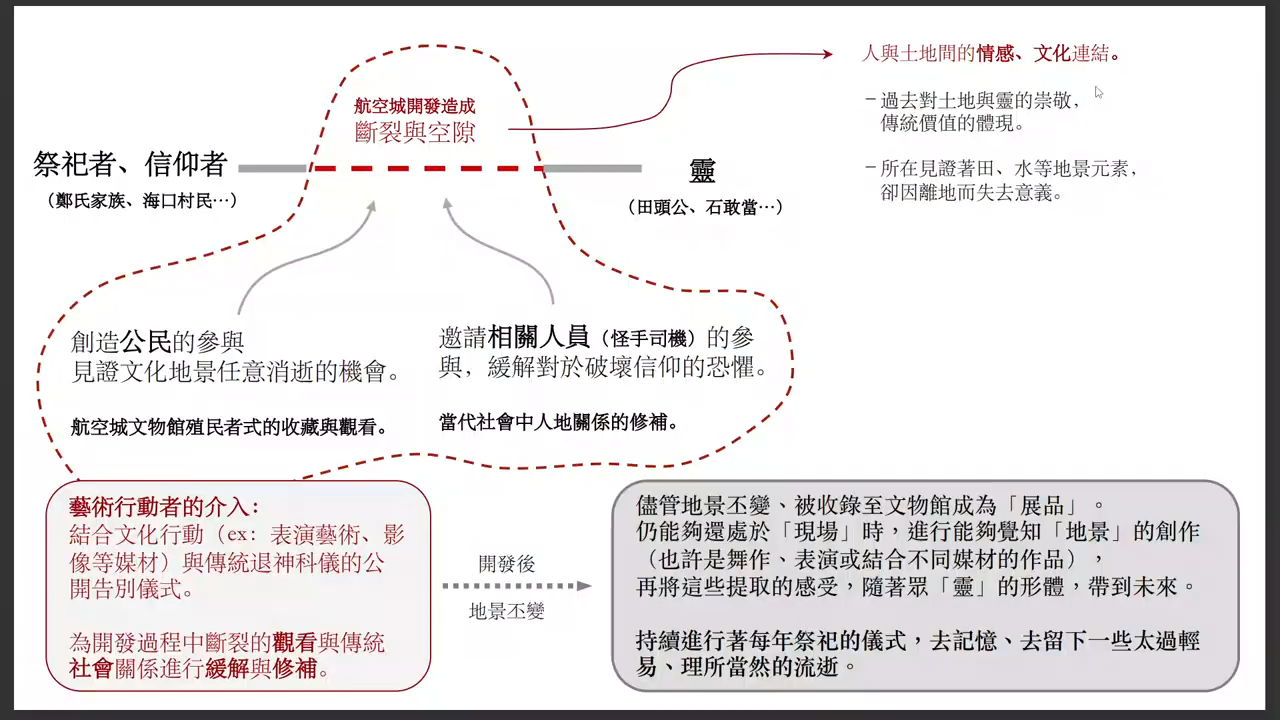 航空城開發造成
斷裂與空隙
人與土地間的情感、文化連結。
–過去對土地與靈的崇敬，
傳統價值的體現。
–所在見證著田、水等地景元素，
卻因離地而失去意義。
祭祀者、信仰者
（鄭氏家族、海口村民…）
靈
（田頭公、石敢當…）
創造公民的參與
見證文化地景任意消逝的機會。
航空城文物館殖民者式的收藏與觀看。
邀請相關人員（怪手司機）的參
與，緩解對於破壞信仰的恐懼。
當代社會中人地關係的修補。
藝術行動者的介入：
結合文化行動（ex：表演藝術、影
像等媒材）與傳統退神科儀的公
開告別儀式。
為開發過程中斷裂的觀看與傳統
社會關係進行緩解與修補。
開發後
地景丕變
儘管地景丕變、被收錄至文物館成為「展品」。
仍能夠還處於「現場」時，進行能夠覺知「地景」的創作
（也許是舞作、表演或結合不同媒材的作品），
再將這些提取的感受，隨著眾「靈」的形體，帶到未來。
持續進行著每年祭祀的儀式，去記憶、去留下一些太過輕
易、理所當然的流逝。